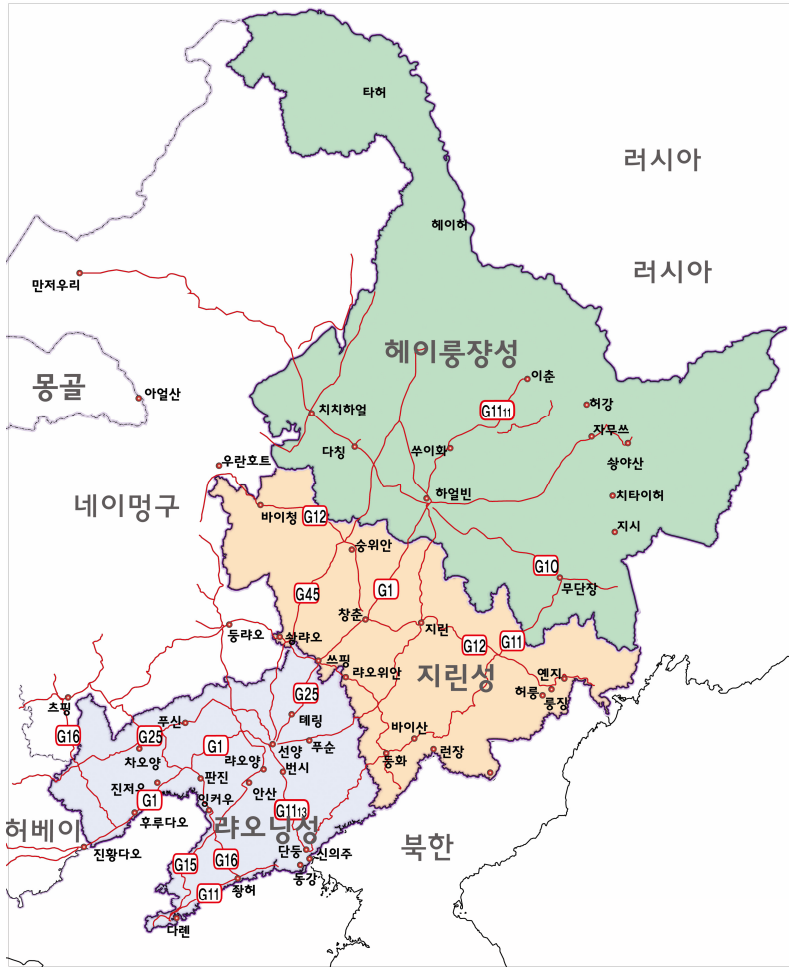 타허
러시아
헤이허
러시아
만저우리
헤이룽쟝성
몽골
아얼산
이춘
G1111
허강
치치하얼
쟈무쓰
다칭
쑤이화
솽야산
우란호트
하얼빈
치타이허
네이멍구
바이청
G12
지시
숭위안
G10
무단장
G45
G1
창춘
지린
퉁랴오
솽랴오
G12
G11
쓰핑
랴오위안
지린성
옌지
허룽
룽장
츠펑
G25
테링
푸신
바이산
G16
G25
G1
선양
푸순
련장
차오양
랴오양
번시
퉁화
진저우
판진
안산
G1
잉커우
G1113
후루다오
랴오닝성
허베이
북한
친황다오
단둥
신의주
G15
G16
둥강
G11
좡허
다롄